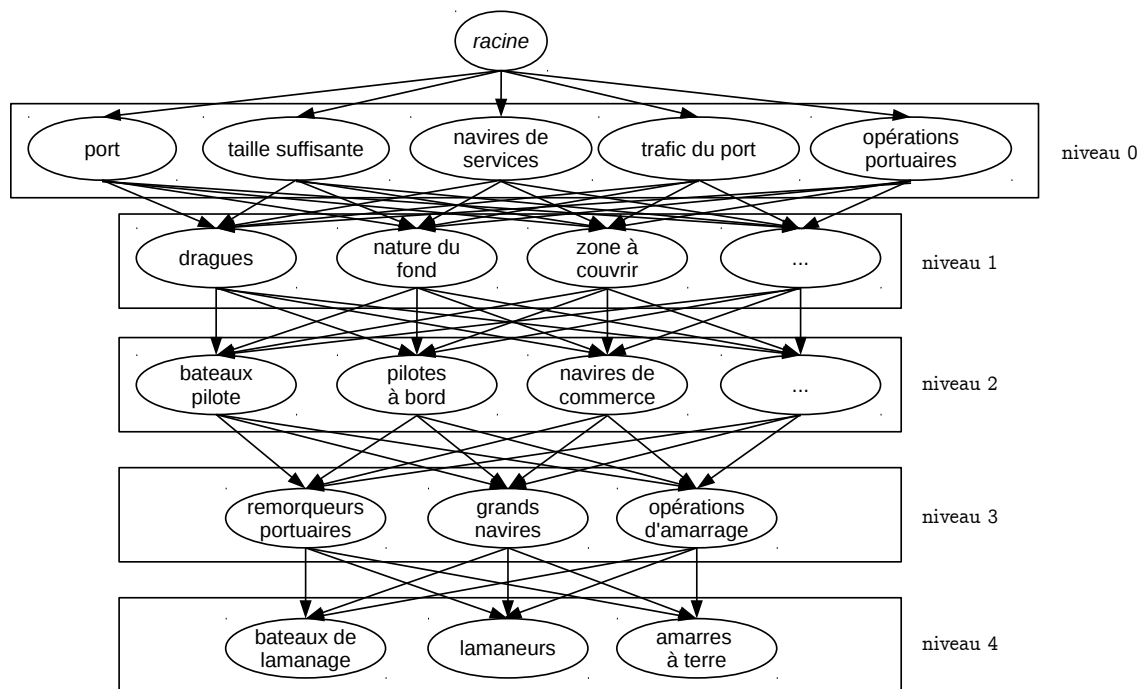 racine
port
taille suffisante
navires de
services
trafic du port
opérations
portuaires
niveau 0
dragues
nature du
fond
zone à
couvrir
...
niveau 1
bateaux
pilote
pilotes
à bord
navires de
commerce
...
niveau 2
remorqueurs
portuaires
grands
navires
opérations
d'amarrage
niveau 3
bateaux de
lamanage
lamaneurs
amarres
à terre
niveau 4